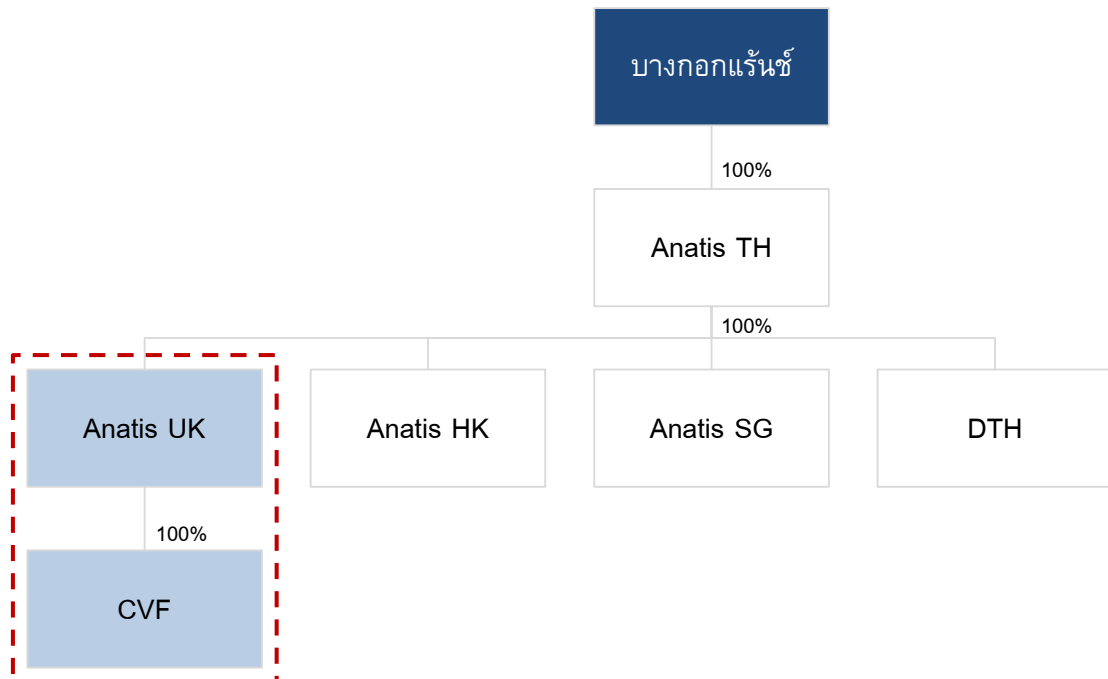 บางกอกแร้นช์
100%
Anatis TH
100%
Anatis UK
Anatis HK
Anatis SG
DTH
100%
CVF